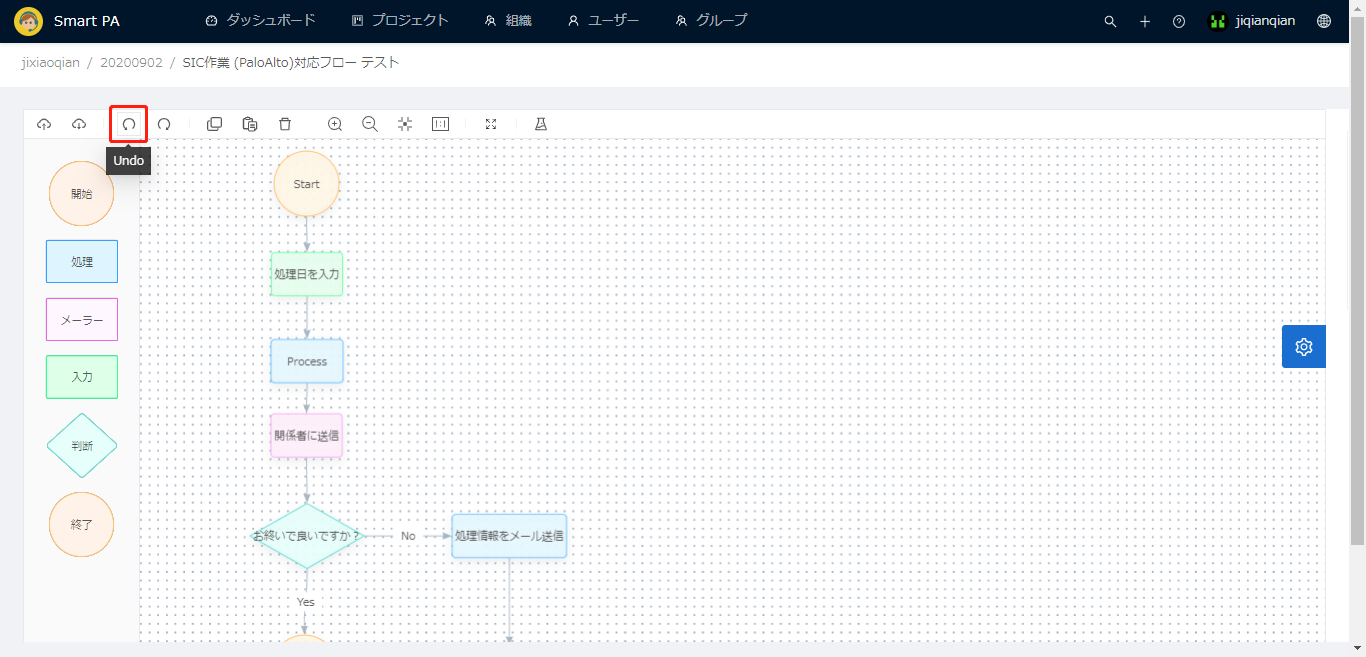 Smart PA ダッシュボード プロジェクト 組織 ユーザー グループ jiqianqian
jixiaoqian / 20200902 / SIC作業 (PaloAlto)対応フロー テスト
Undo
開始
処理
メーラー
入力
判断
終了
Start
処理日を入力
Process
関係者に送信
お終いで良いですか？ No 処理情報をメール送信
Yes